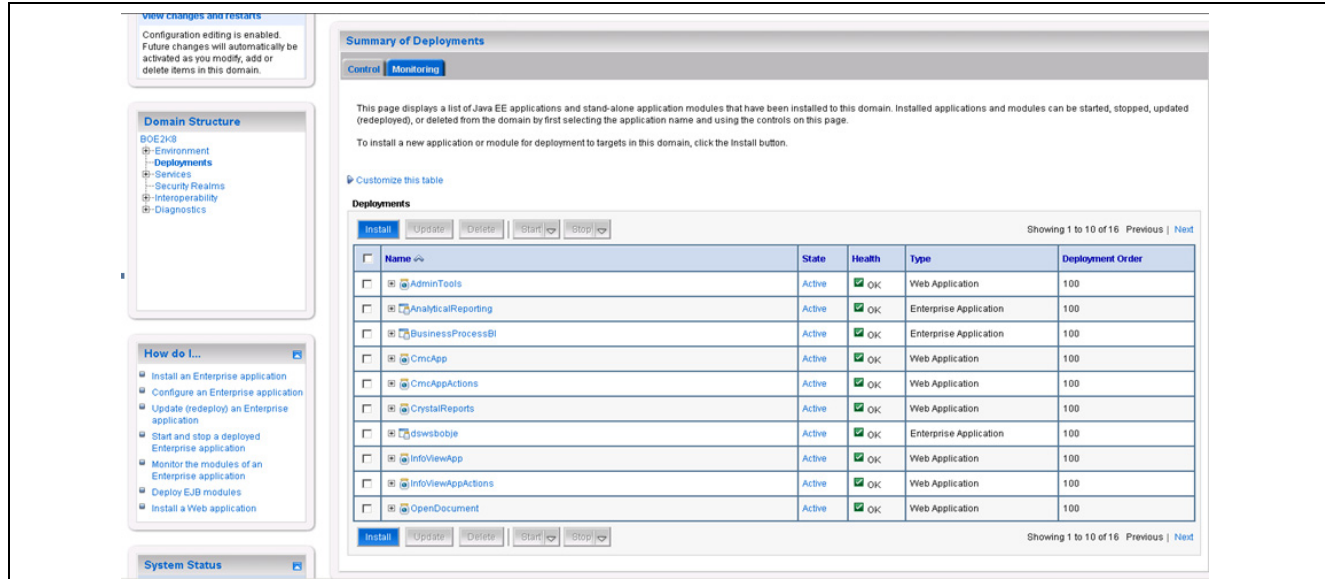 View changes and restarts
Configuration editing is enabled.
Future changes will automatically be
activated as you modify, add or
delete items in this domain.
Domain Structure
BOE2K8
Environment
Deployments
Services
Security Realms
Interoperability
Diagnostics
How do I...
Install an Enterprise application
Configure an Enterprise application
Update (redeploy) an Enterprise
application
Start and stop a deployed
Enterprise application
Monitor the modules of an
Enterprise application
Deploy EJB modules
Install a Web application
System Status
Summary of Deployments
Control Monitoring
This page displays a list of Java EE applications and stand-alone application modules that have been installed to this domain. Installed applications and modules can be started, stopped, updated
(redeployed), or deleted from the domain by first selecting the application name and using the controls on this page.
To install a new application or module for deployment to targets in this domain, click the Install button.
Customize this table
Deployments
Install Update Delete Start Stop Showing 1 to 10 of 16 Previous | Next
Name State Health Type Deployment Order
AdminTools Active OK Web Application 100
AnalyticalReporting Active OK Enterprise Application 100
BusinessProcessBI Active OK Enterprise Application 100
CmcApp Active OK Web Application 100
CmcAppActions Active OK Web Application 100
CrystalReports Active OK Web Application 100
dswsbobje Active OK Enterprise Application 100
InfoViewApp Active OK Web Application 100
InfoViewAppActions Active OK Web Application 100
OpenDocument Active OK Web Application 100
Install Update Delete Start Stop Showing 1 to 10 of 16 Previous | Next